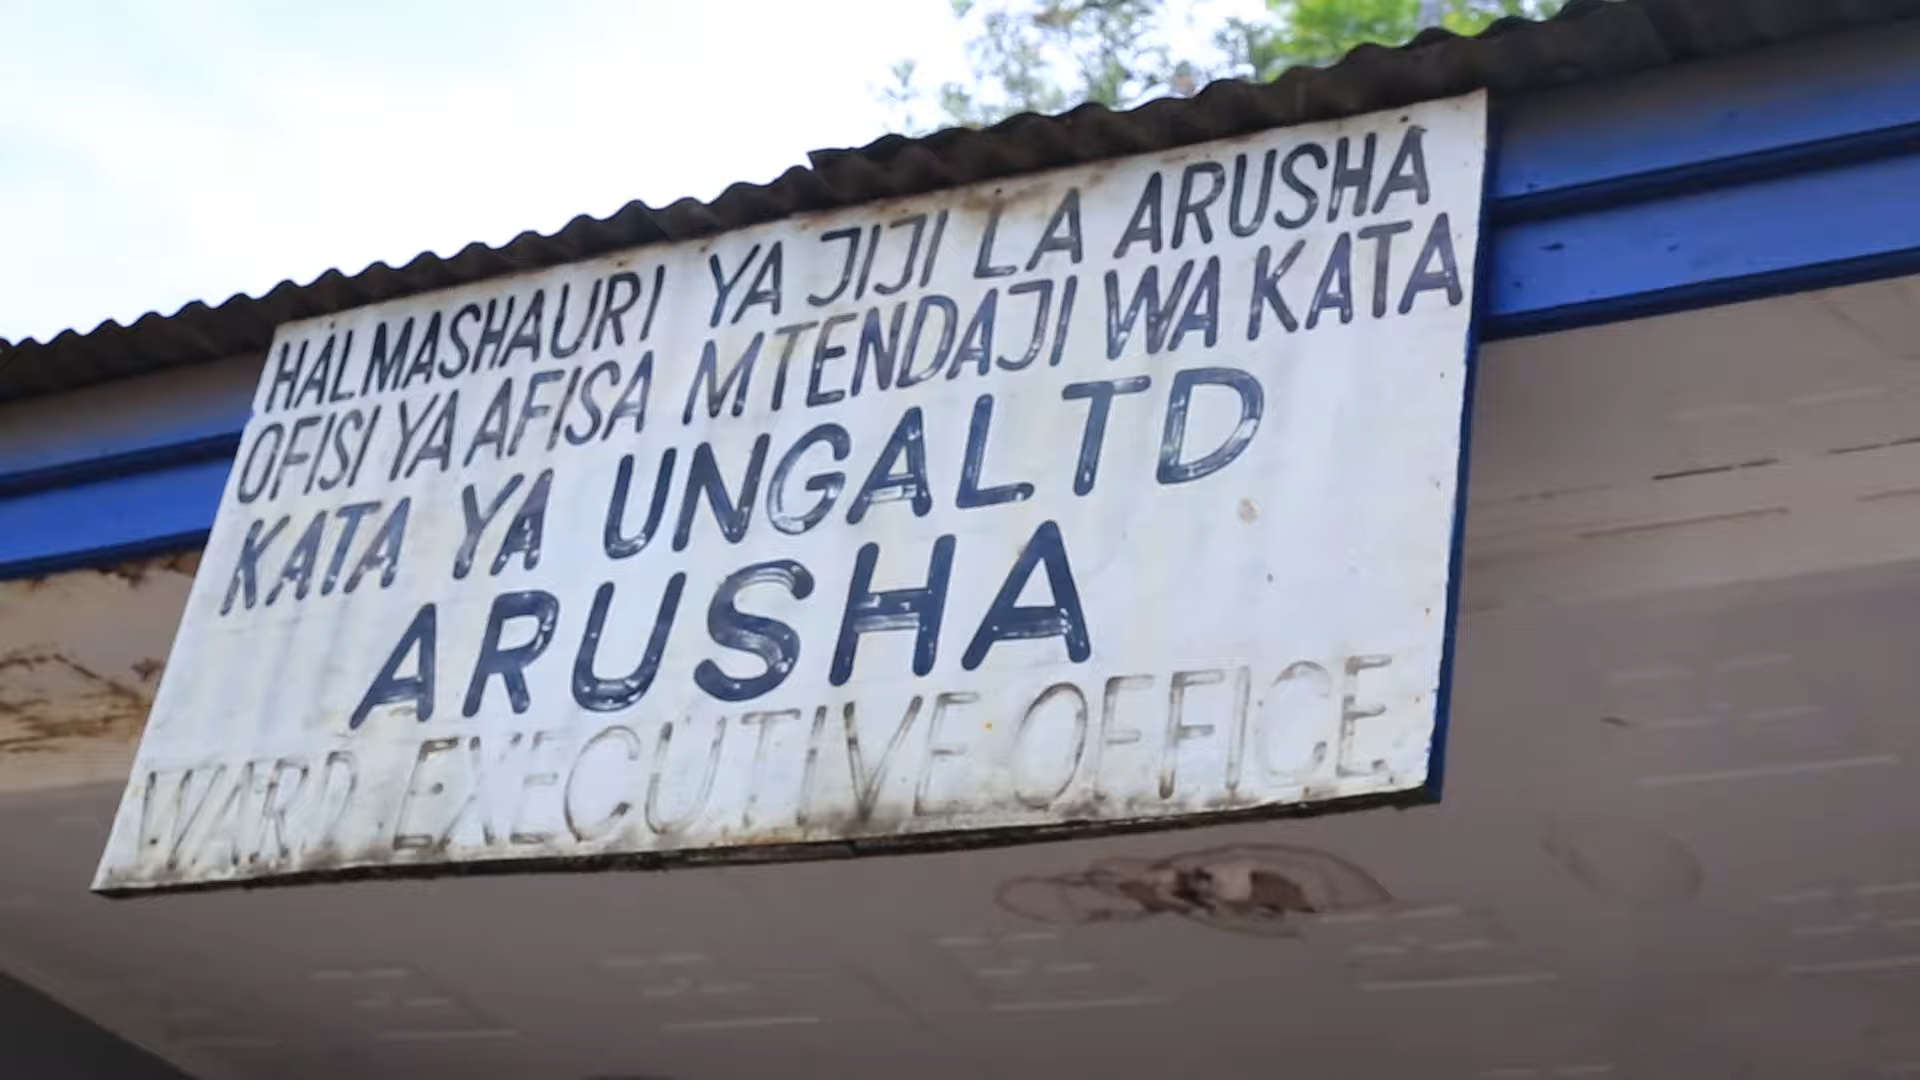 HALMASHAURI YA JIJI LA ARUSHA
OFISI YA AFISA MTENDAJI WA KATA
KATA YA UNGALTD
ARUSHA
WARD EXECUTIVE OFFICE